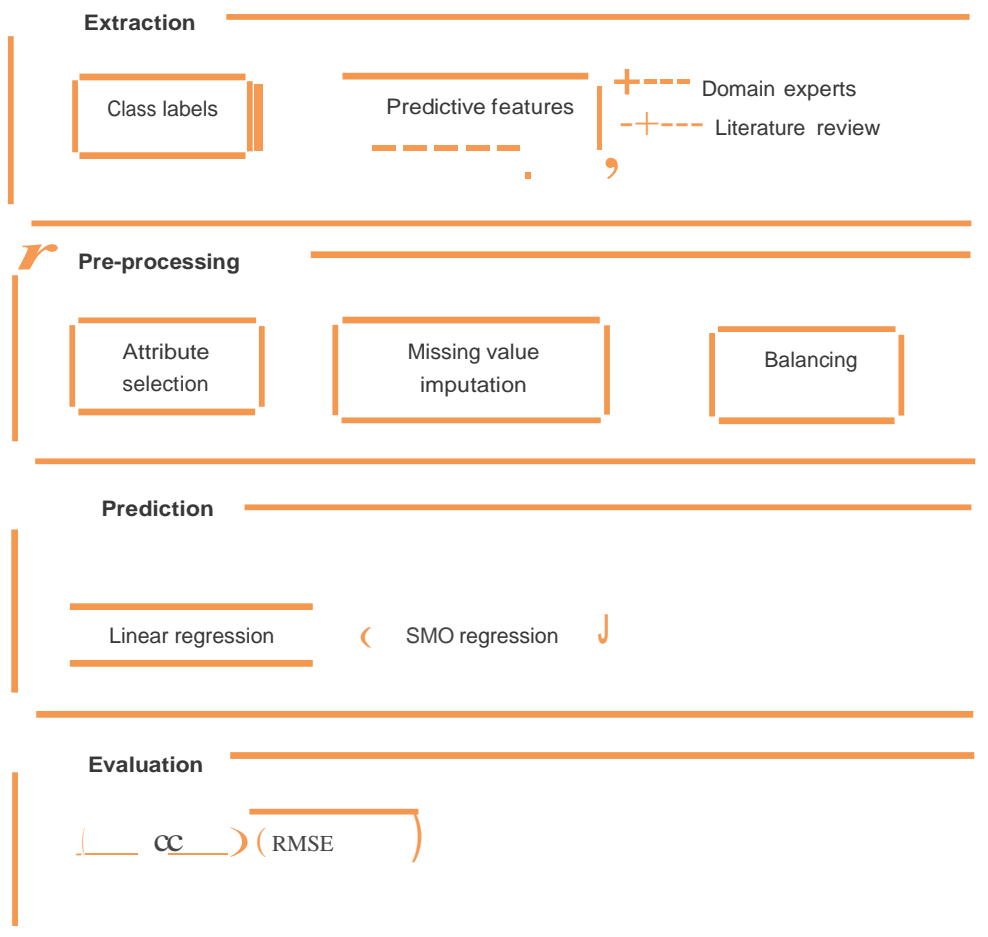 Extraction
Class labels
Predictive features
Domain experts
Literature review
Pre-processing
Attribute
selection
Missing value
imputation
Balancing
Prediction
Linear regression
SMO regression
Evaluation
CC
RMSE